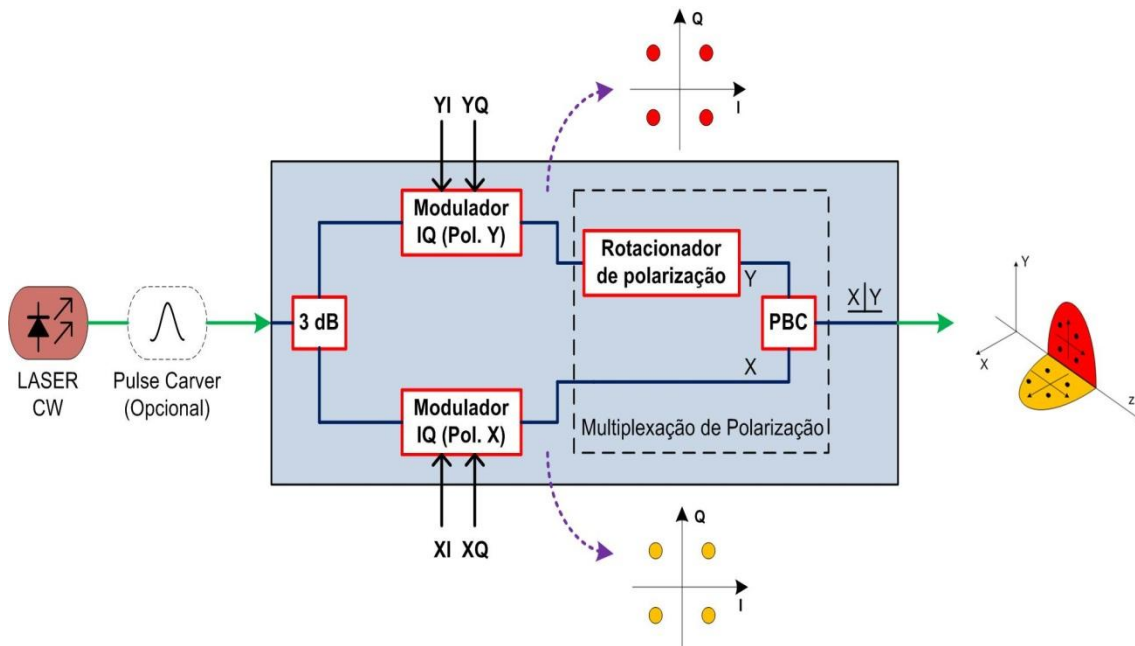 Q
I
YI YQ
Modulador
IQ (Pol. Y)
Rotacionador
de polarização
Y
3 dB
PBC
X|Y
X
LASER
CW
Pulse Carver
(Opcional)
Modulador
IQ (Pol. X)
Multiplexação de Polarização
XI XQ
Q
I
Y
X
z